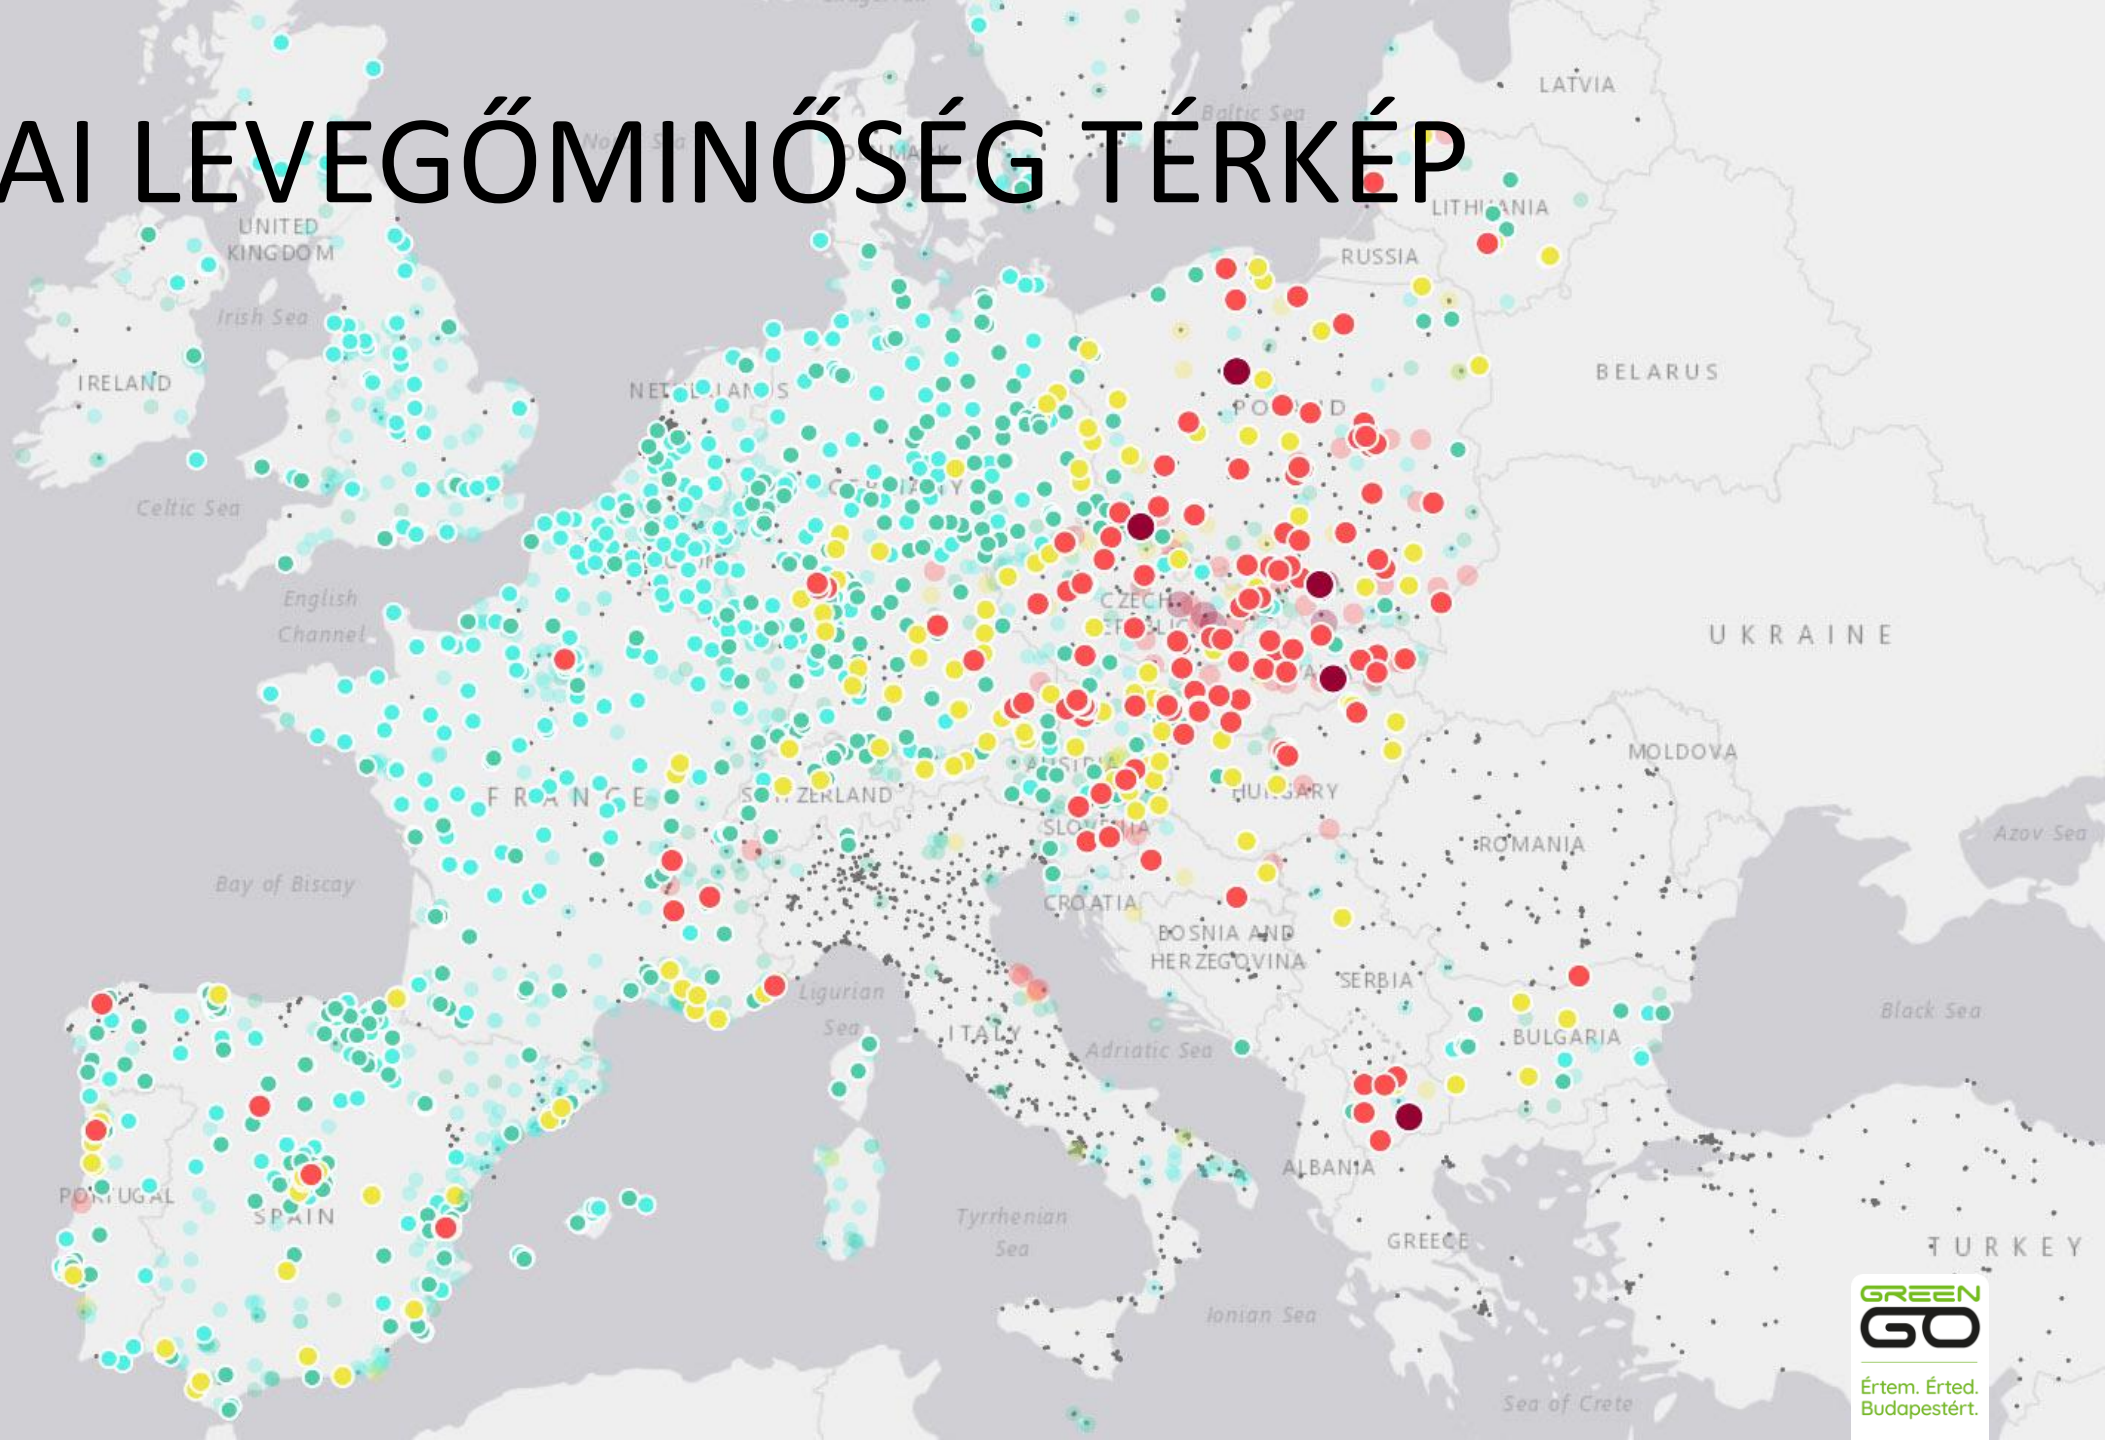 Baltic Sea
LATVIA
AI LEVEGŐMINŐSÉG TÉRKÉP
UNITED
KINGDOM
LITHUANIA
RUSSIA
Irish Sea
IRELAND
BELARUS
Celtic Sea
English
Channel
UKRAINE
MOLDOVA
FRANCE
HUNGARY
ROMANIA
Azov Sea
Bay of Biscay
CROATIA
BOSNIA AND
HERZEGOVINA
SERBIA
Ligurian
Sea
Black Sea
ITALY
Adriatic Sea
BULGARIA
ALBANIA
PORTUGAL
SPAIN
Tyrrhenian
Sea
GREECE
TURKEY
Ionian Sea
Sea of Crete
GREEN
GO
Értem. Érted.
Budapestért.